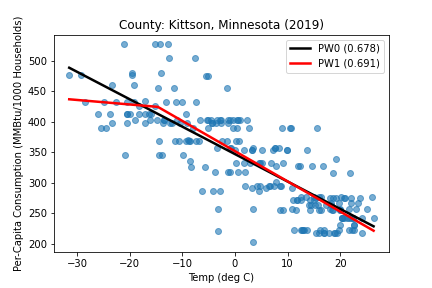 County: Kittson, Minnesota (2019)
Per-Capita Consumption (MMBtu/1000 Households)
500
450
400
350
300
250
200
PW0 (0.678)
PW1 (0.691)
−30 −20 −10 0 10 20
Temp (deg C)